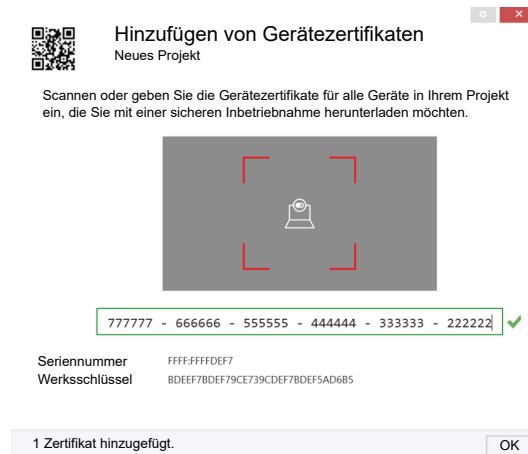 Hinzufügen von Gerätezertifikaten
Neues Projekt
Scannen oder geben Sie die Gerätezertifikate für alle Geräte in Ihrem Projekt
ein, die Sie mit einer sicheren Inbetriebnahme herunterladen möchten.
777777 - 666666 - 555555 - 444444 - 333333 - 222222
Seriennummer FFFF:FFFFDEF7
Werksschlüssel BDEEF7BDEF79CE739CDEF7BDEF5AD6B5
1 Zertifikat hinzugefügt. OK